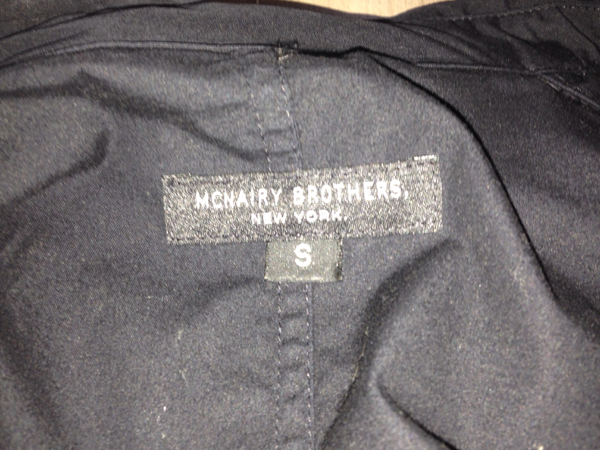 MCNAIRY BROTHERS,
NEW YORK.
S